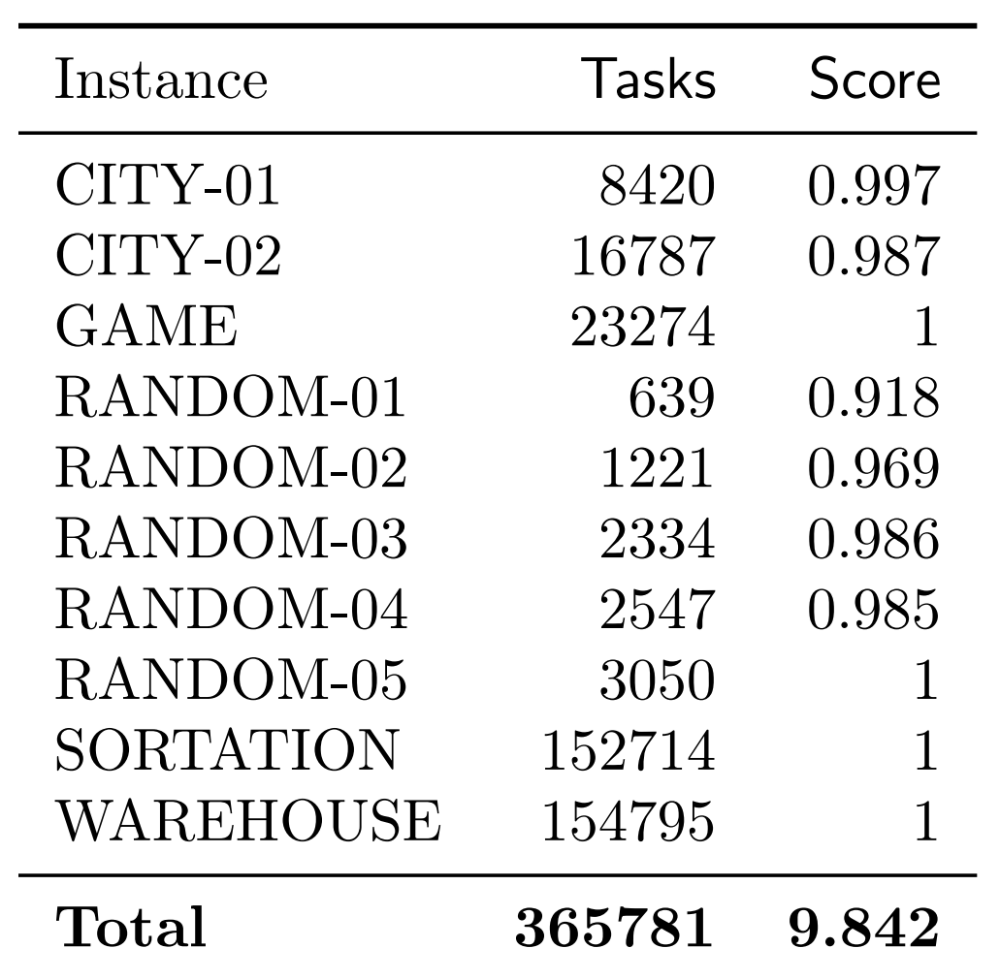 Instance Tasks Score
CITY-01 8420 0.997
CITY-02 16787 0.987
GAME 23274 1
RANDOM-01 639 0.918
RANDOM-02 1221 0.969
RANDOM-03 2334 0.986
RANDOM-04 2547 0.985
RANDOM-05 3050 1
SORTATION 152714 1
WAREHOUSE 154795 1
Total 365781 9.842